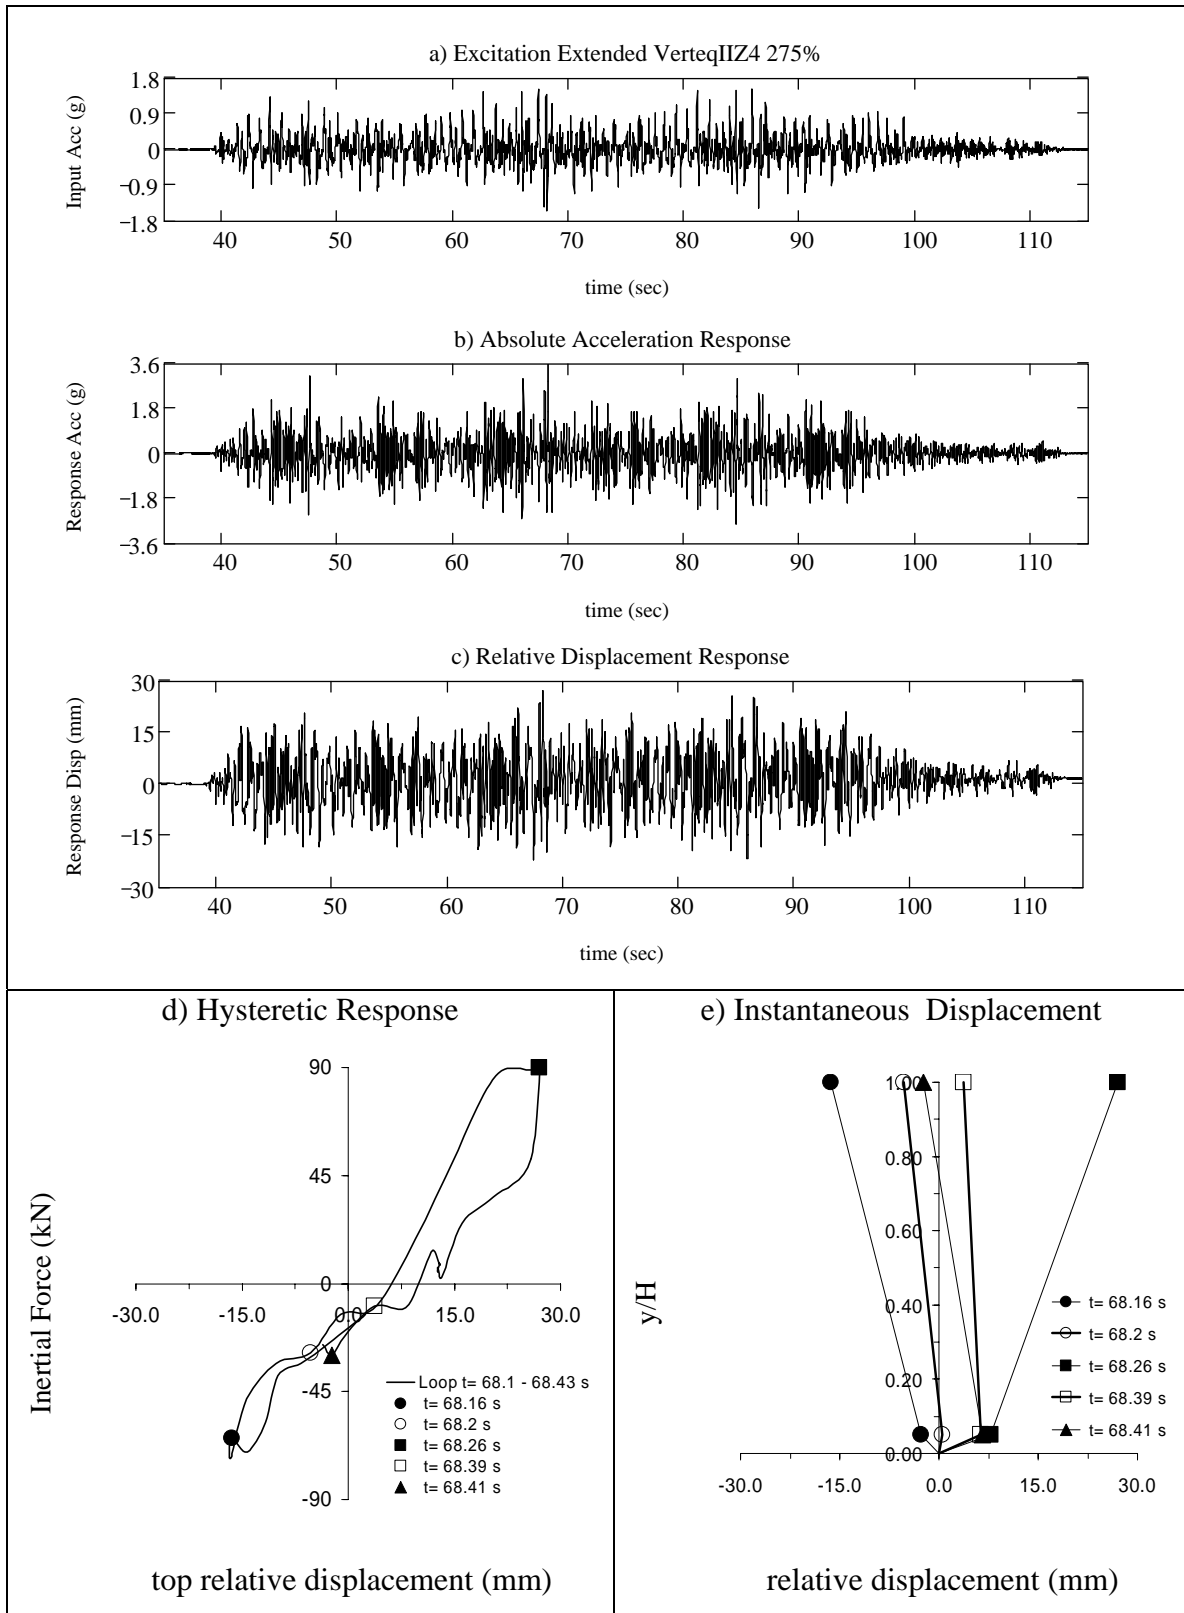 a) Excitation Extended VerteqIIZ4 275%
Input Acc (g)
1.8
0.9
0
−0.9
−1.8
40 50 60 70 80 90 100 110
time (sec)
b) Absolute Acceleration Response
Response Acc (g)
3.6
1.8
0
−1.8
−3.6
40 50 60 70 80 90 100 110
time (sec)
c) Relative Displacement Response
Response Disp (mm)
30
15
0
−15
−30
40 50 60 70 80 90 100 110
time (sec)
d) Hysteretic Response
Inertial Force (kN)
90
45
0
-30.0 -15.0 0.0 15.0 30.0
-45
-90
Loop t= 68.1 - 68.43 s
t= 68.16 s
t= 68.2 s
t= 68.26 s
t= 68.39 s
t= 68.41 s
top relative displacement (mm)
e) Instantaneous Displacement
y/H
1.00
0.80
0.60
0.40
0.20
0.00
-30.0 -15.0 0.0 15.0 30.0
t= 68.16 s
t= 68.2 s
t= 68.26 s
t= 68.39 s
t= 68.41 s
relative displacement (mm)